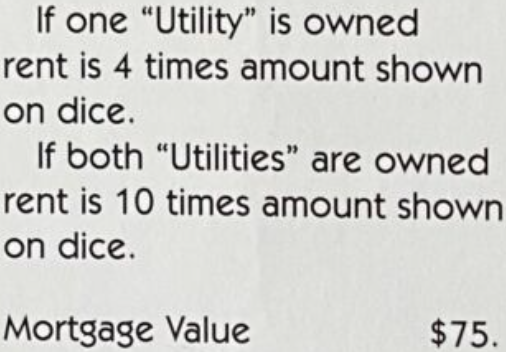 If one “Utility” is owned
rent is 4 times amount shown
on dice.
If both “Utilities” are owned
rent is 10 times amount shown
on dice.
Mortgage Value $75.